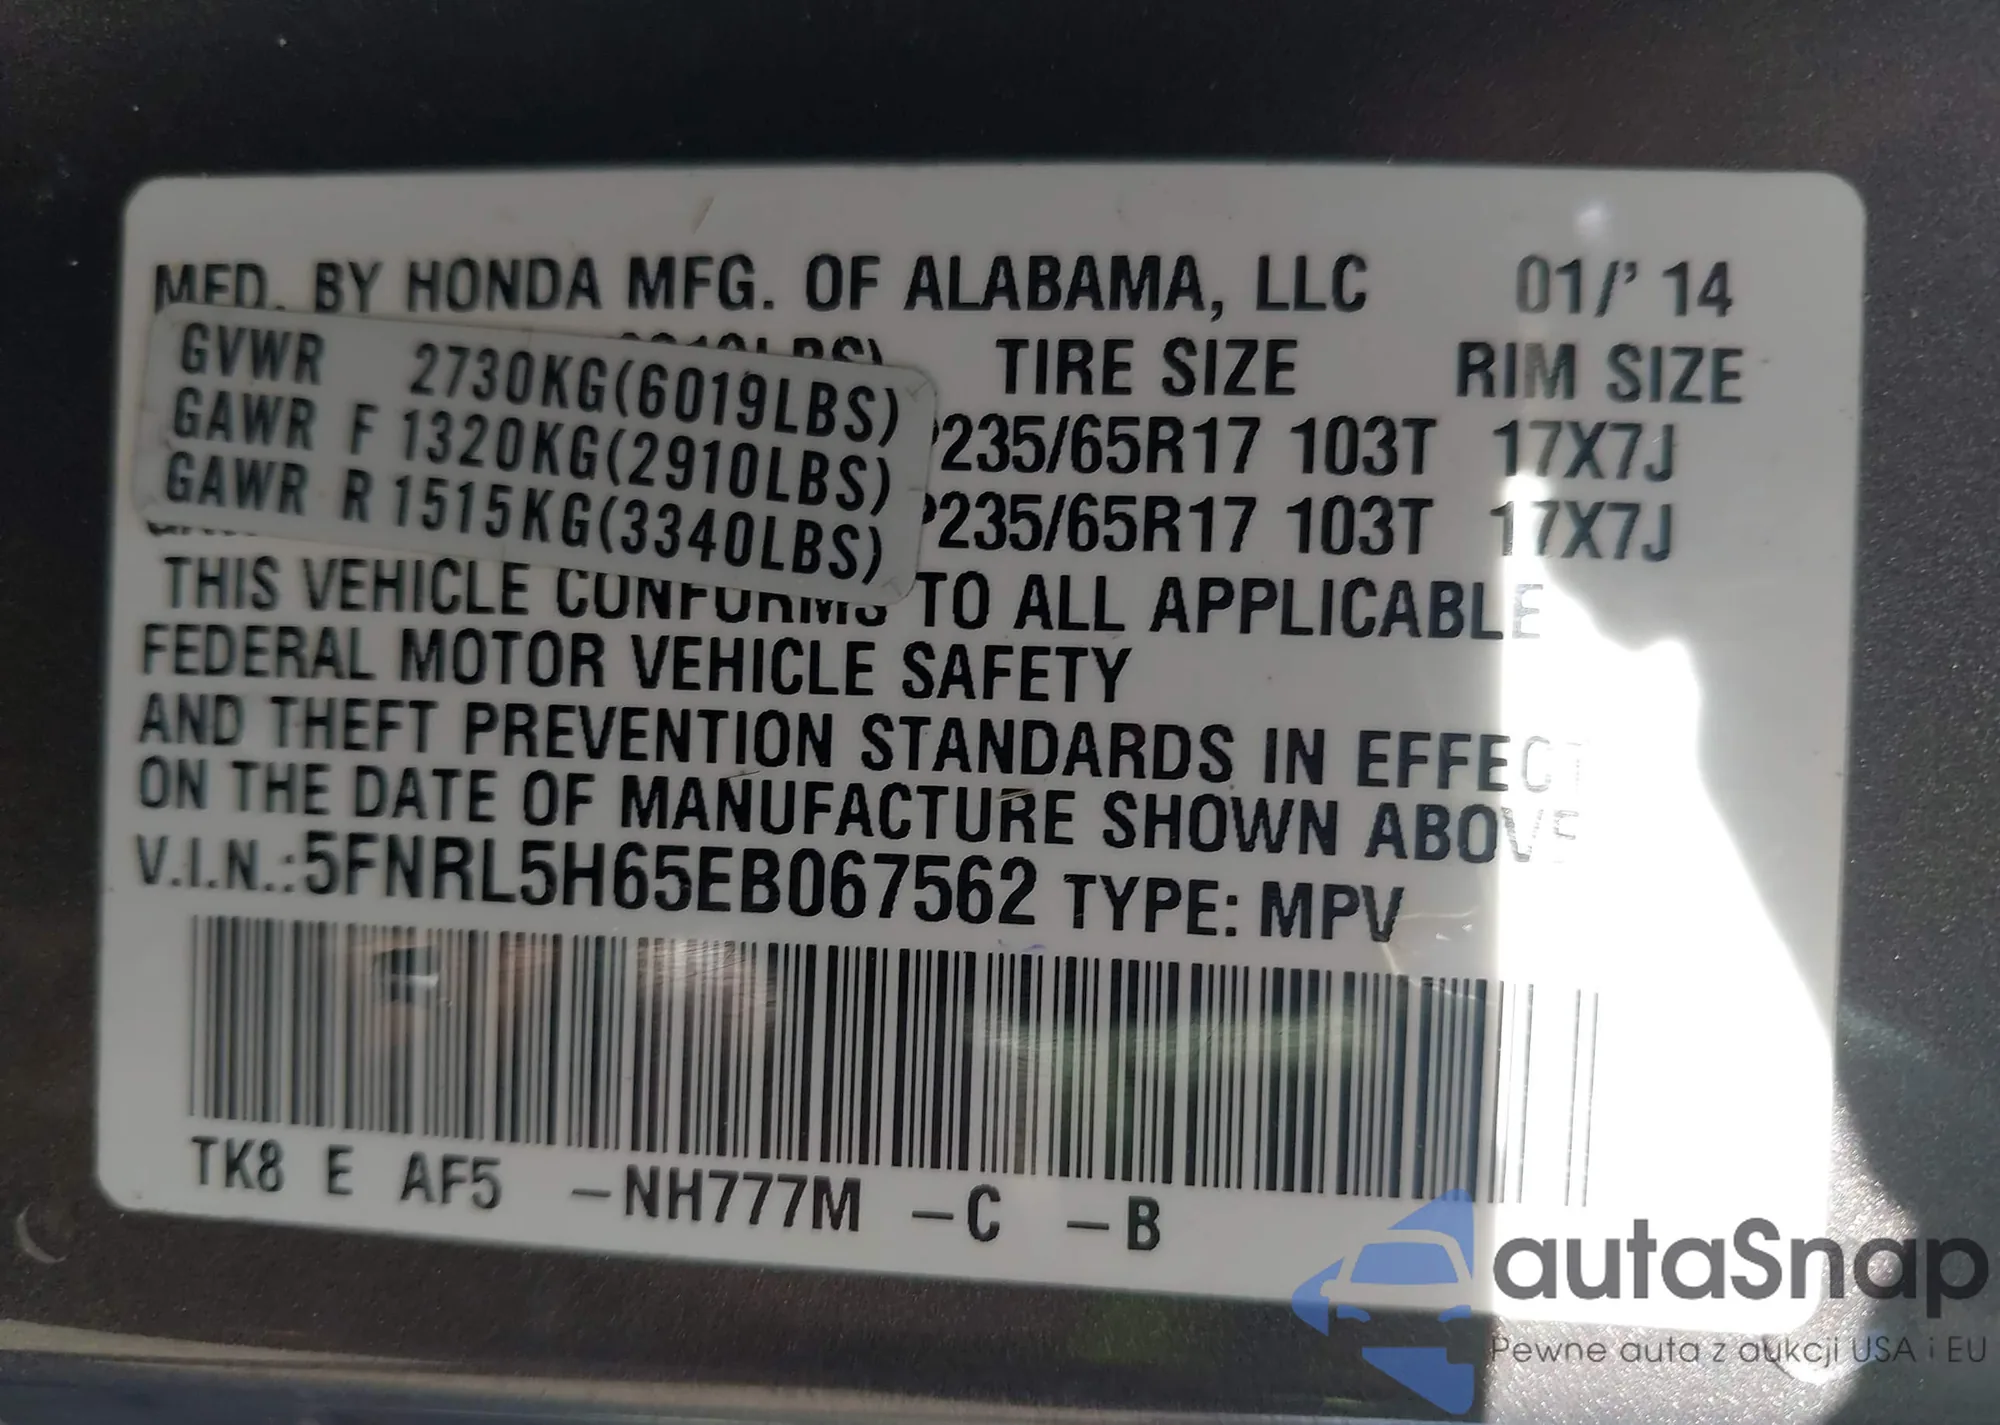 MFD. BY HONDA MFG. OF ALABAMA, LLC 01/' 14
GVWR 2730KG(6019LBS)
GAWR F 1320KG(2910LBS)
GAWR R 1515KG(3340LBS)
TIRE SIZE RIM SIZE
P235/65R17 103T 17X7J
P235/65R17 103T 17X7J
THIS VEHICLE CONFORMS TO ALL APPLICABLE
FEDERAL MOTOR VEHICLE SAFETY
AND THEFT PREVENTION STANDARDS IN EFFECT
ON THE DATE OF MANUFACTURE SHOWN ABOVE
V.I.N.:5FNRL5H65EB067562 TYPE: MPV
TK8 E AF5 –NH777M –C –B
autaSnap
Pewne auta z aukcji USA i EU